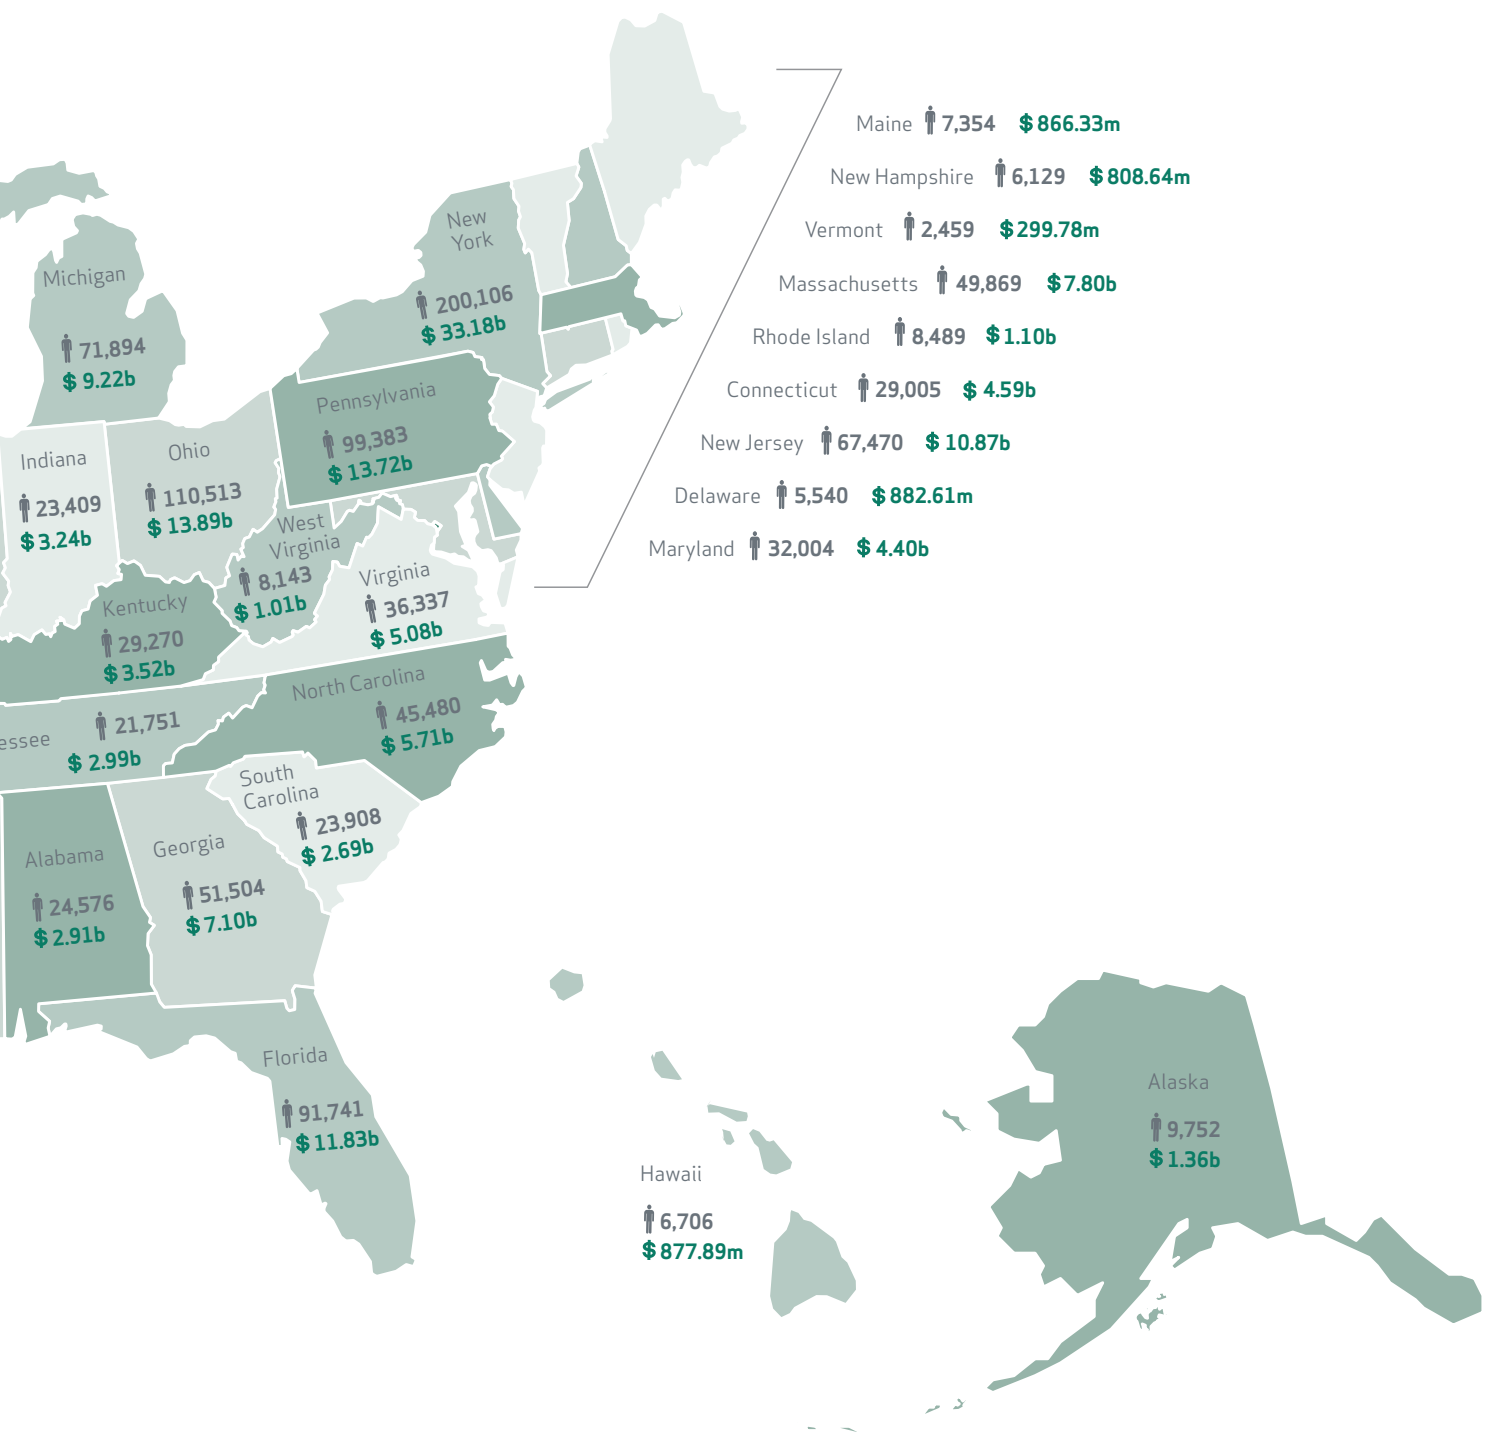 Maine 7,354 $ 866.33m
New Hampshire 6,129 $ 808.64m
Vermont 2,459 $ 299.78m
Massachusetts 49,869 $ 7.80b
Rhode Island 8,489 $ 1.10b
Connecticut 29,005 $ 4.59b
New Jersey 67,470 $ 10.87b
Delaware 5,540 $ 882.61m
Maryland 32,004 $ 4.40b
New
York
200,106
$ 33.18b
Michigan
71,894
$ 9.22b
Pennsylvania
99,383
$ 13.72b
Indiana
23,409
$ 3.24b
Ohio
110,513
$ 13.89b
West
Virginia
8,143
$ 1.01b
Virginia
36,337
$ 5.08b
Kentucky
29,270
$ 3.52b
North Carolina
45,480
$ 5.71b
essee 21,751
$ 2.99b
South
Carolina
23,908
$ 2.69b
Alabama
24,576
$ 2.91b
Georgia
51,504
$ 7.10b
Florida
91,741
$ 11.83b
Hawaii
6,706
$ 877.89m
Alaska
9,752
$ 1.36b